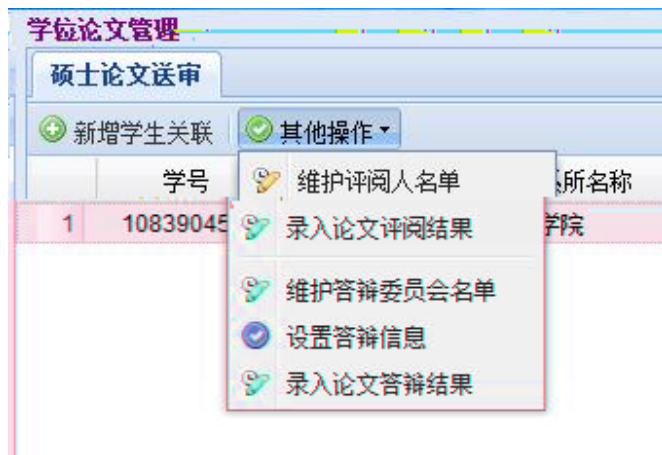 学位论文管理
硕士论文送审
新增学生关联 其他操作
学号 所名称
1 10839045 学院
维护评阅人名单
录入论文评阅结果
维护答辩委员会名单
设置答辩信息
录入论文答辩结果